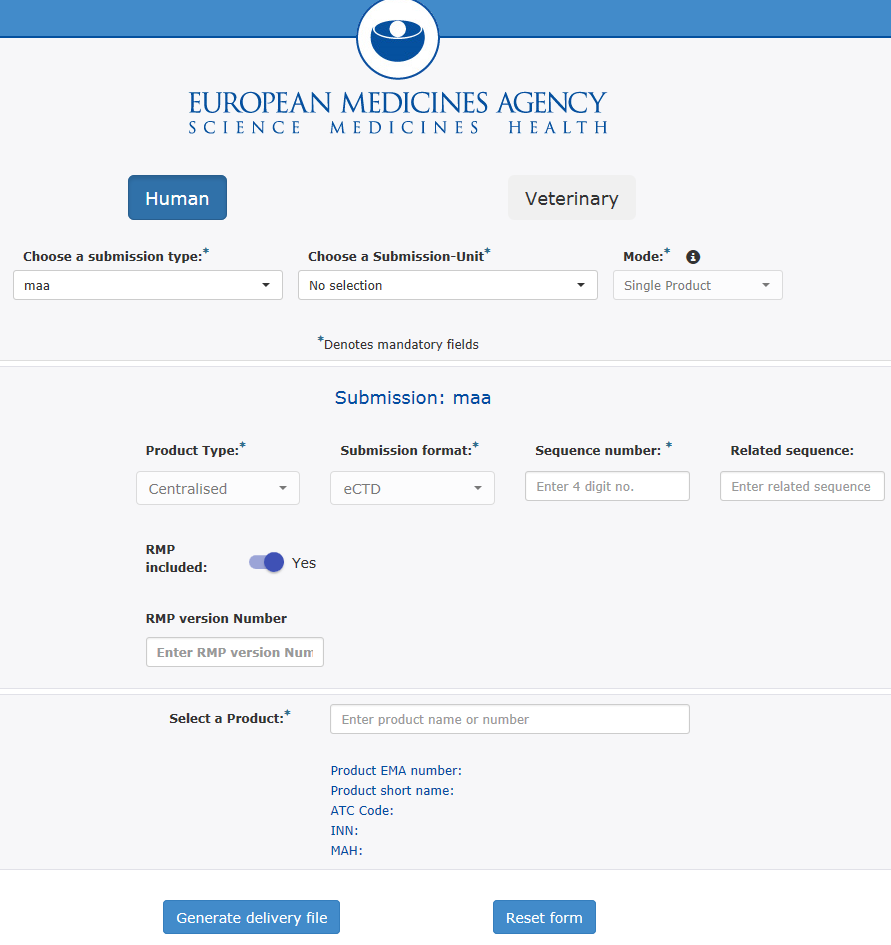 EUROPEAN MEDICINES AGENCY
SCIENCE MEDICINES HEALTH
Human
Veterinary
Choose a submission type:*
Choose a Submission-Unit*
Mode:*
maa
No selection
Single Product
*Denotes mandatory fields
Submission: maa
Product Type:*
Submission format:*
Sequence number: *
Related sequence:
Centralised
eCTD
Enter 4 digit no.
Enter related sequence
RMP
included:
Yes
RMP version Number
Enter RMP version Num
Select a Product:*
Enter product name or number
Product EMA number:
Product short name:
ATC Code:
INN:
MAH:
Generate delivery file
Reset form